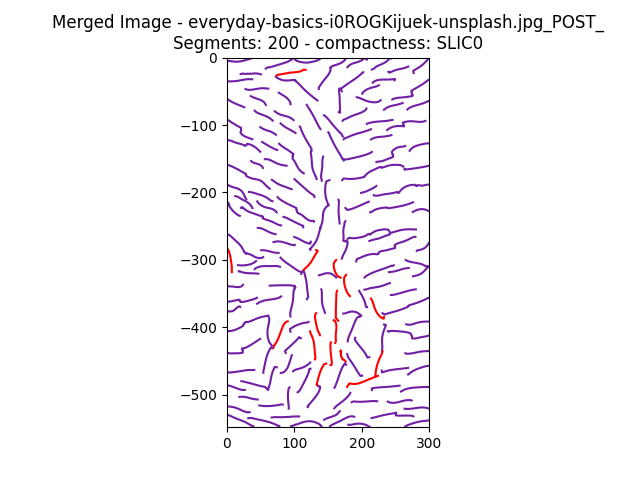 Merged Image - everyday-basics-i0ROGKijuek-unsplash.jpg_POST_
Segments: 200 - compactness: SLIC0
0
−100
−200
−300
−400
−500
0 100 200 300